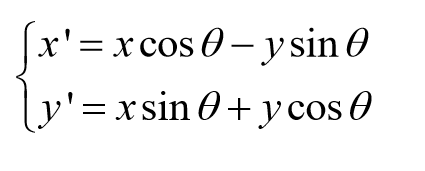 x' = x cos θ − y sin θ
y' = x sin θ + y cos θ